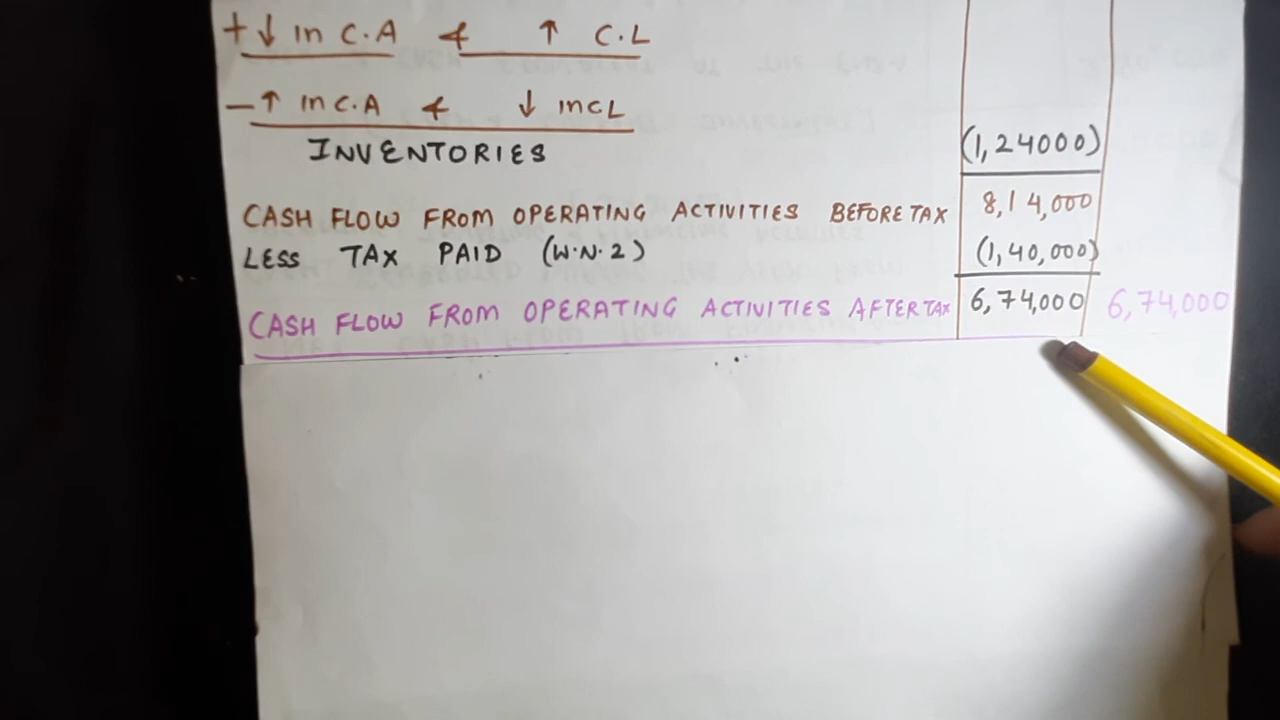 +↓ in C.A & ↑ C.L
-↑ in C.A & ↓ in CL
INVENTORIES (1,24000)
CASH FLOW FROM OPERATING ACTIVITIES BEFORE TAX 8,14,000
LESS TAX PAID (W.N.2) (1,40,000)
CASH FLOW FROM OPERATING ACTIVITIES AFTER TAX 6,74,000 6,74,000